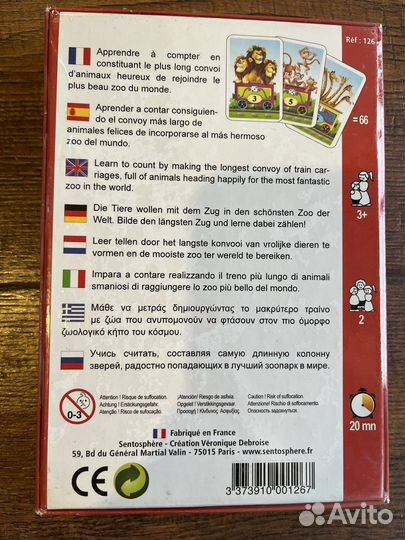 Réf : 126
Apprendre à compter en
constituant le plus long convoi
d'animaux heureux de rejoindre le
plus beau zoo du monde.
3
5
= 66
Aprender a contar consiguien-
do el convoy más largo de
animales felices de incorporarse al más hermoso
zoo del mundo.
Learn to count by making the longest convoy of train car-
riages, full of animals heading happily for the most fantastic
zoo in the world.
3+
Die Tiere wollen mit dem Zug in den schönsten Zoo der
Welt. Bilde den längsten Zug und lerne dabei zählen!
Leer tellen door het langste konvooi van vrolijke dieren te
vormen en de mooiste zoo ter wereld te bereiken.
Impara a contare realizzando il treno più lungo di animali
smaniosi di raggiungere lo zoo più bello del mondo.
2
Μάθε να μετράς δημιουργώντας το μακρύτερο τραίνο
με ζώα που ανυπομονούν να φτάσουν στον πιο όμορφο
ζωολογικό κήπο του κόσμου.
Учись считать, составляя самую длинную колонну
зверей, радостно попадающих в лучший зоопарк в мире.
0-3
Attention ! Risque de suffocation.
Achtung ! Erstickungsgefahr.
Atenção ! Risco de sufocação.
¡Atención! Riesgo de asfixia.
Opgelet ! Verstikkingsgevaar.
Προσοχή ! Κίνδυνος Ασφυξίας
Caution ! Risk of suffocation.
Attenzione! Rischio di soffocamento.
Опасность задохнуться.
20 mn
Fabriqué en France
Sentosphère - Création Véronique Debroise
59, Bd du Général Martial Valin - 75015 Paris - www.sentosphere.fr
CE
3 373910 001267
Avito